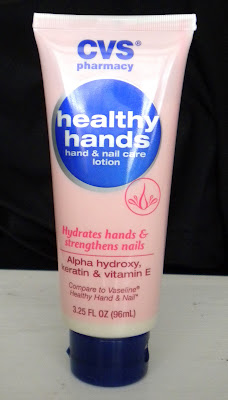 CVS®
pharmacy
healthy
hands
hand & nail care
lotion
Hydrates hands &
strengthens nails
Alpha hydroxy,
keratin & vitamin E
Compare to Vaseline®
Healthy Hand & Nail*
3.25 FL OZ (96mL)